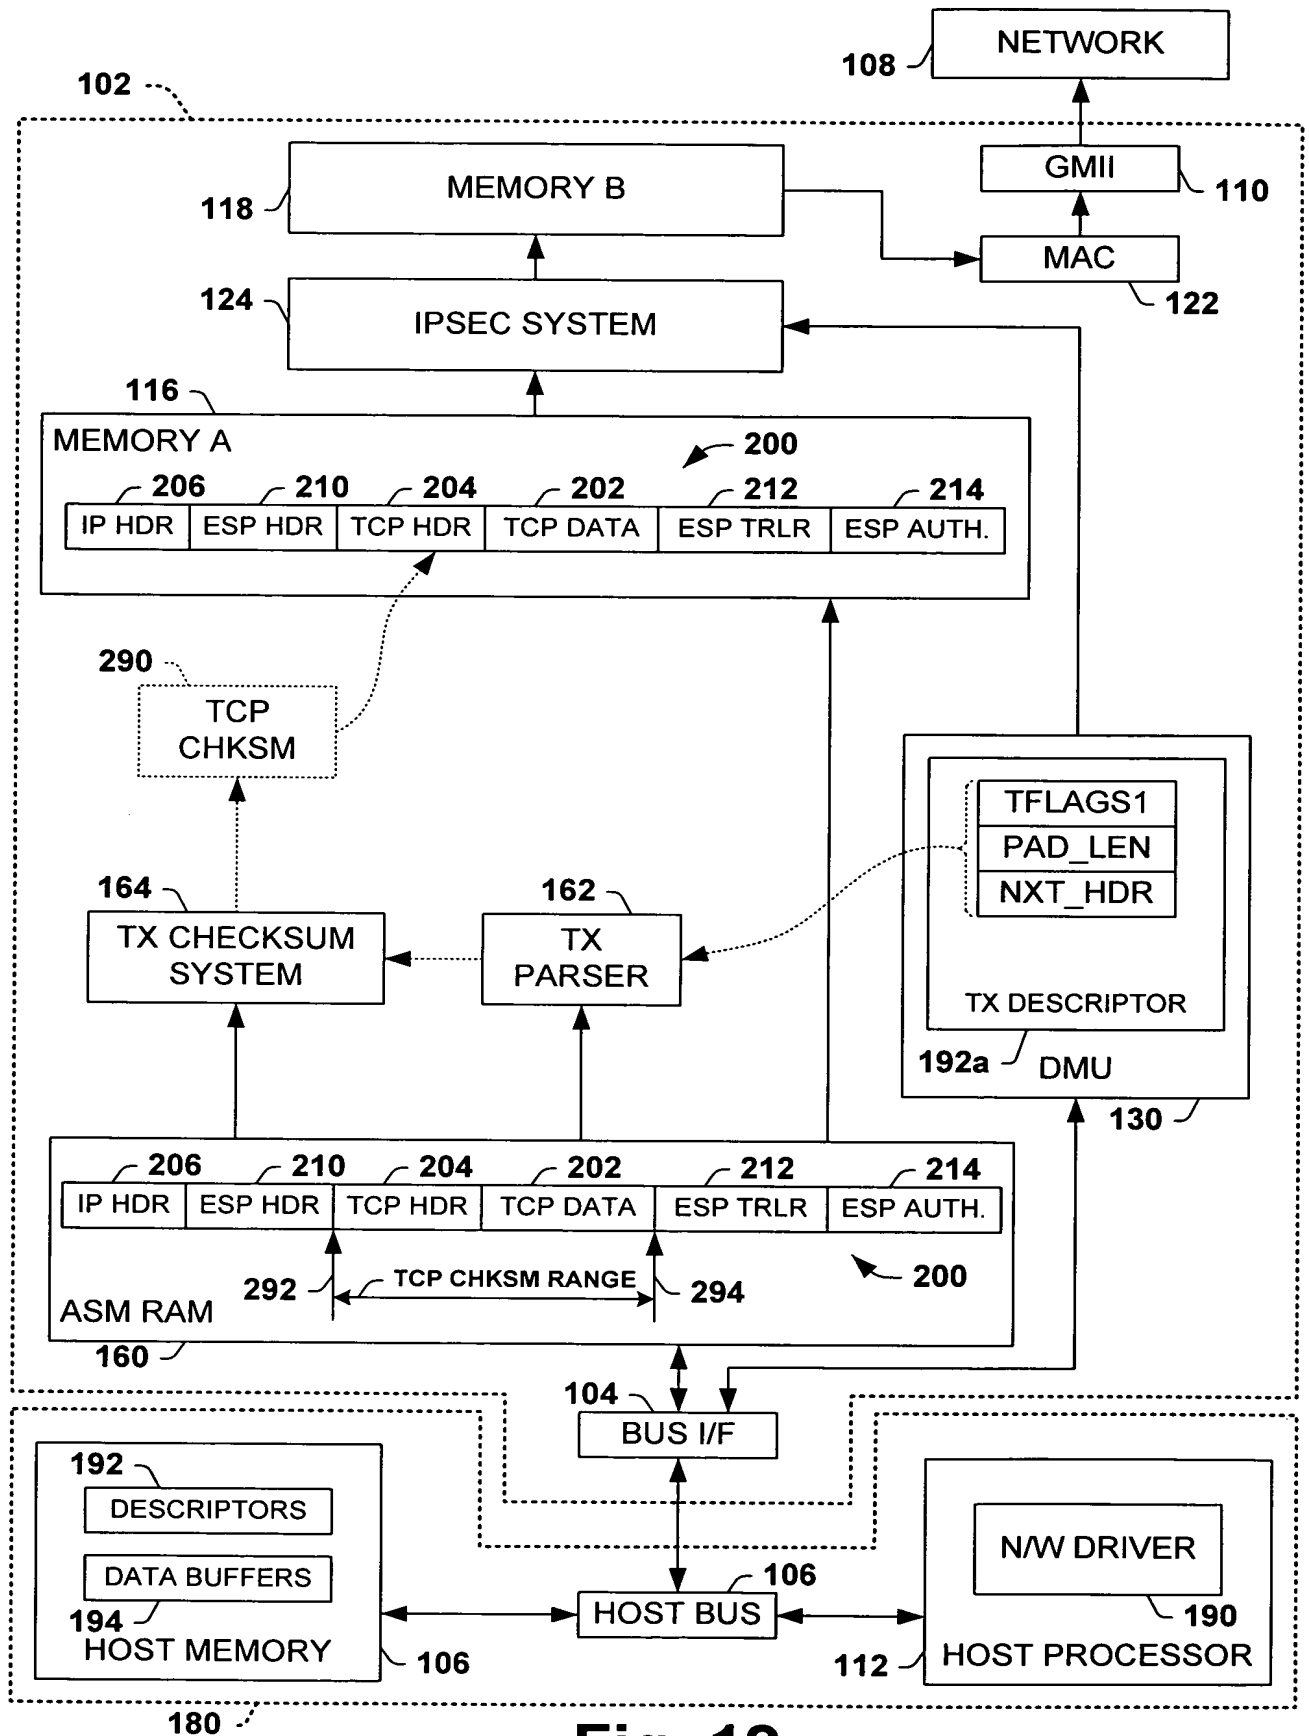 NETWORK
108
102
GMII
110
MEMORY B
118
MAC
122
124
IPSEC SYSTEM
116
MEMORY A
200
206 210 204 202 212 214
IP HDR ESP HDR TCP HDR TCP DATA ESP TRLR ESP AUTH.
290
TCP
CHKSM
TFLAGS1
PAD_LEN
NXT_HDR
TX DESCRIPTOR
192a
DMU
130
164
TX CHECKSUM
SYSTEM
162
TX
PARSER
206 210 204 202 212 214
IP HDR ESP HDR TCP HDR TCP DATA ESP TRLR ESP AUTH.
292
TCP CHKSM RANGE
294
200
ASM RAM
160
104
BUS I/F
192
DESCRIPTORS
DATA BUFFERS
194
HOST MEMORY
106
106
HOST BUS
N/W DRIVER
190
HOST PROCESSOR
112
180